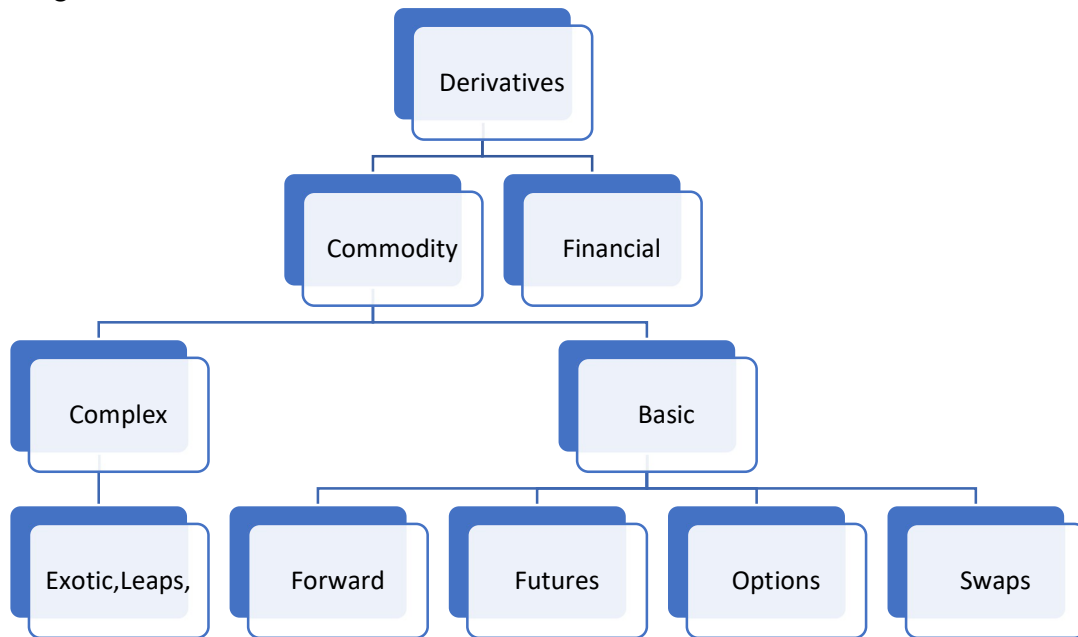 Derivatives
Commodity
Financial
Complex
Basic
Exotic,Leaps,
Forward
Futures
Options
Swaps